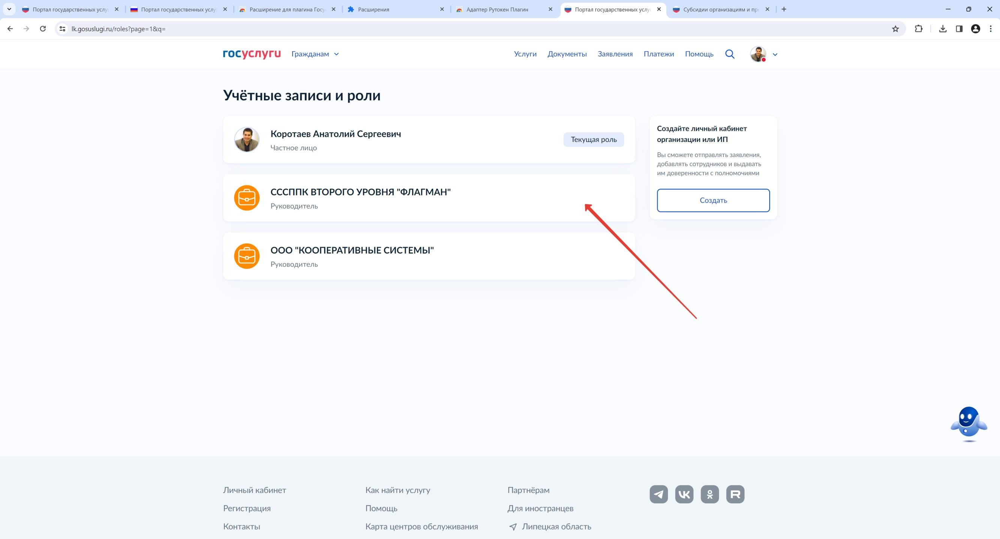 Портал государственных услу
Портал государственных услу
Расширение для плагина Госу
Расширения
Адаптер Рутокен Плагин
Портал государственных услу
Субсидии организациям и пре
lk.gosuslugi.ru/roles?page=1&q=
госуслуги
Гражданам
Услуги
Документы
Заявления
Платежи
Помощь
Учётные записи и роли
Коротаев Анатолий Сергеевич
Частное лицо
Текущая роль
СССППК ВТОРОГО УРОВНЯ "ФЛАГМАН"
Руководитель
ООО "КООПЕРАТИВНЫЕ СИСТЕМЫ"
Руководитель
Создайте личный кабинет
организации или ИП
Вы сможете отправлять заявления,
добавлять сотрудников и выдавать
им доверенности с полномочиями
Создать
Личный кабинет
Регистрация
Контакты
Как найти услугу
Помощь
Карта центров обслуживания
Партнёрам
Для иностранцев
Липецкая область